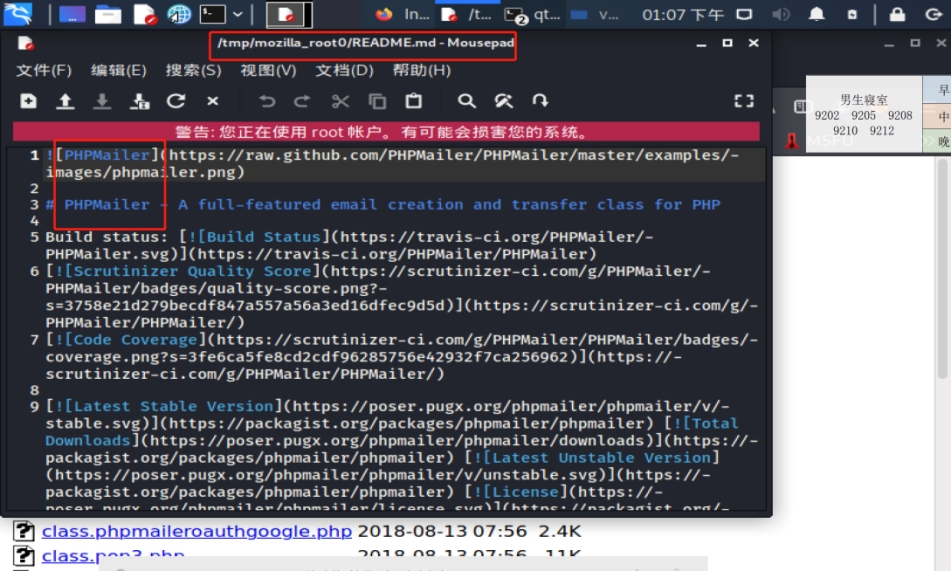 In...
/t...
qt...
v...
01:07 下午
2
/tmp/mozilla_root0/README.md - Mousepad
文件(F) 编辑(E) 搜索(S) 视图(V) 文档(D) 帮助(H)
男生寝室
9202 9205 9208
9210 9212
早
中
晚
警告: 您正在使用 root 帐户。有可能会损害您的系统。
1 ![PHPMailer](https://raw.github.com/PHPMailer/PHPMailer/master/examples/-
images/phpmailer.png)
2
3 # PHPMailer - A full-featured email creation and transfer class for PHP
4
5 Build status: [![Build Status](https://travis-ci.org/PHPMailer/-
PHPMailer.svg)](https://travis-ci.org/PHPMailer/PHPMailer)
6 [![Scrutinizer Quality Score](https://scrutinizer-ci.com/g/PHPMailer/-
PHPMailer/badges/quality-score.png?-
s=3758e21d279becdf847a557a56a3ed16dfec9d5d)](https://scrutinizer-ci.com/g/-
PHPMailer/PHPMailer/)
7 [![Code Coverage](https://scrutinizer-ci.com/g/PHPMailer/PHPMailer/badges/-
coverage.png?s=3fe6ca5fe8cd2cdf96285756e42932f7ca256962)](https://-
scrutinizer-ci.com/g/PHPMailer/PHPMailer/)
8
9 [![Latest Stable Version](https://poser.pugx.org/phpmailer/phpmailer/v/-
stable.svg)](https://packagist.org/packages/phpmailer/phpmailer) [![Total
Downloads](https://poser.pugx.org/phpmailer/phpmailer/downloads)](https://-
packagist.org/packages/phpmailer/phpmailer) [![Latest Unstable Version]
(https://poser.pugx.org/phpmailer/phpmailer/v/unstable.svg)](https://-
packagist.org/packages/phpmailer/phpmailer) [![License](https://-
poser.pugx.org/phpmailer/phpmailer/license.svg)](https://packagist.org/-
class.phpmaileroauthgoogle.php 2018-08-13 07:56 2.4K
class.pop3.php 2018-08-13 07:56 11K